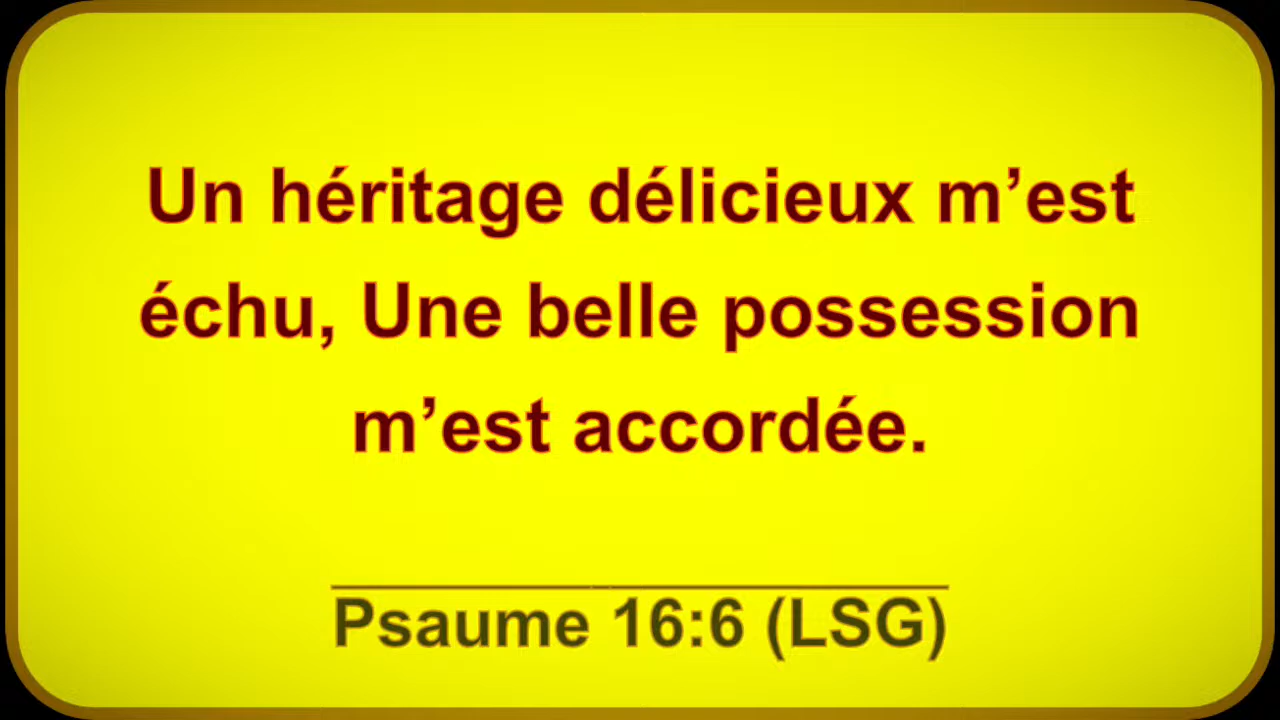 Un héritage délicieux m’est
échu, Une belle possession
m’est accordée.
Psaume 16:6 (LSG)